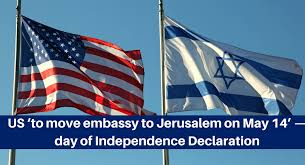 US ‘to move embassy to Jerusalem on May 14’ —
day of Independence Declaration